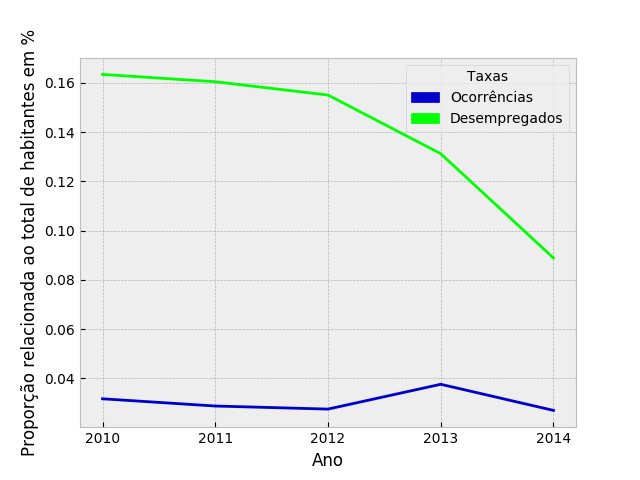 Proporção relacionada ao total de habitantes em %
0.16
0.14
0.12
0.10
0.08
0.06
0.04
Taxas
Ocorrências
Desempregados
2010 2011 2012 2013 2014
Ano